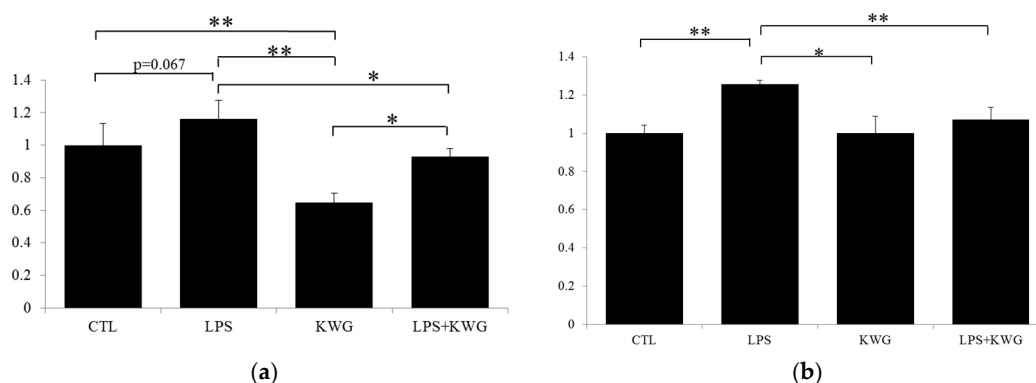 **
**
p=0.067
*
*
1.4
1.2
1
0.8
0.6
0.4
0.2
0
CTL
LPS
KWG
LPS+KWG
(a)
**
**
*
1.4
1.2
1
0.8
0.6
0.4
0.2
0
CTL
LPS
KWG
LPS+KWG
(b)